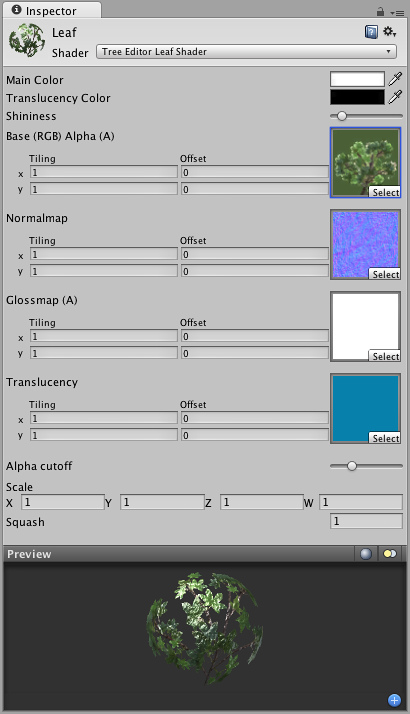 Inspector
Leaf
Shader Tree Editor Leaf Shader
Main Color
Translucency Color
Shininess
Base (RGB) Alpha (A)
Tiling Offset
x 1 0
y 1 0
Select
Normalmap
Tiling Offset
x 1 0
y 1 0
Select
Glossmap (A)
Tiling Offset
x 1 0
y 1 0
Select
Translucency
Tiling Offset
x 1 0
y 1 0
Select
Alpha cutoff
Scale
X 1 Y 1 Z 1 W 1
Squash 1
Preview